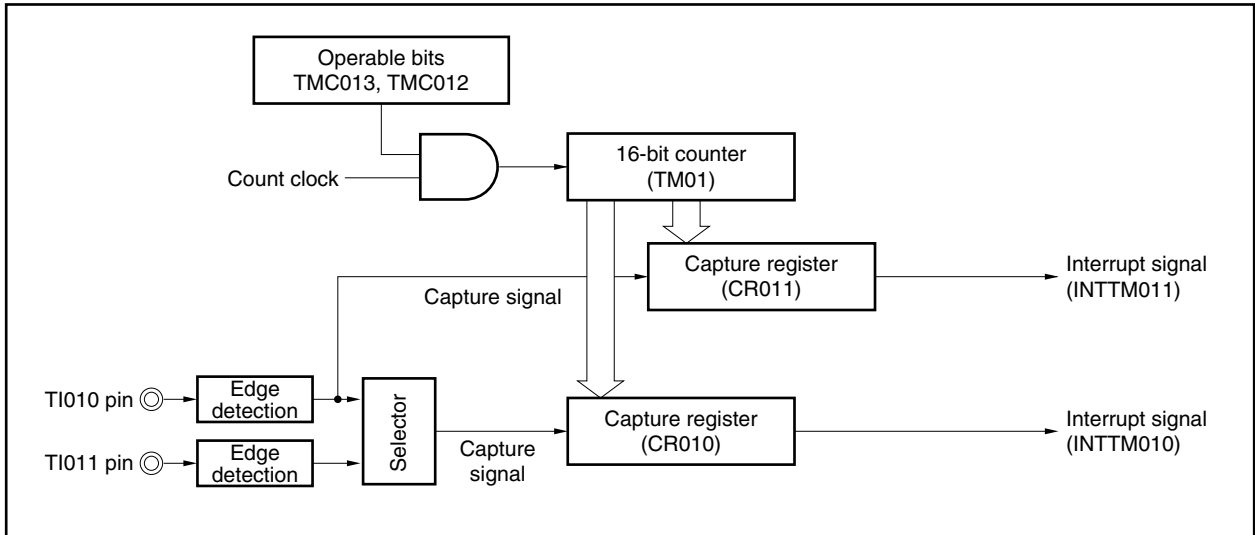 Operable bits
TMC013, TMC012
Count clock
16-bit counter
(TM01)
Capture register
(CR011)
Interrupt signal
(INTTM011)
Capture signal
TI010 pin
Edge
detection
Selector
Capture register
(CR010)
Interrupt signal
(INTTM010)
TI011 pin
Edge
detection
Capture
signal